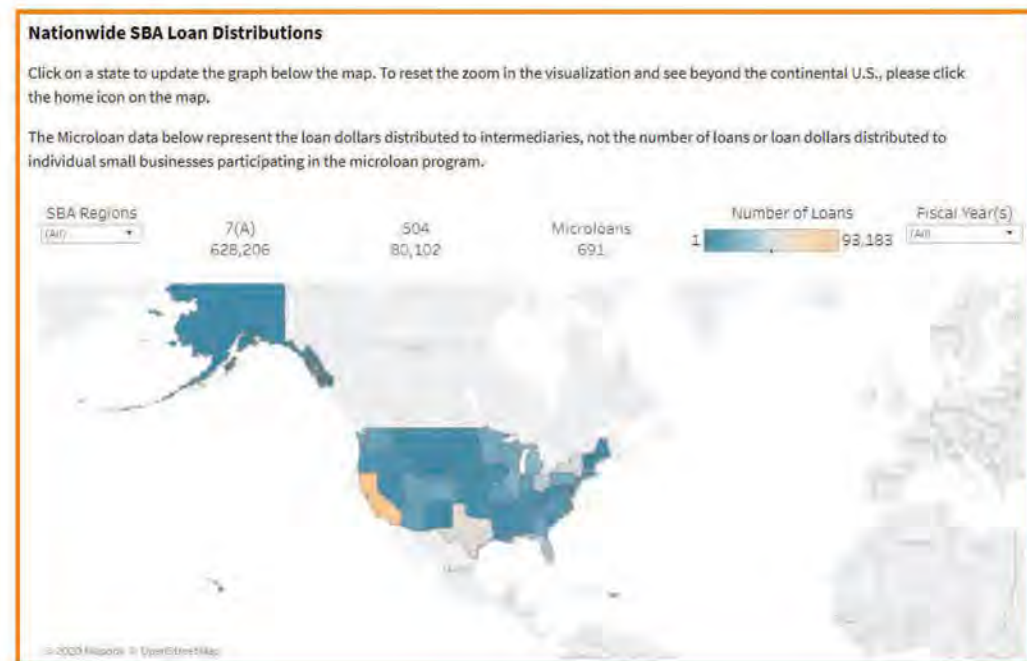 Nationwide SBA Loan Distributions
Click on a state to update the graph below the map. To reset the zoom in the visualization and see beyond the continental U.S., please click
the home icon on the map.
The Microloan data below represent the loan dollars distributed to intermediaries, not the number of loans or loan dollars distributed to
individual small businesses participating in the microloan program.
SBA Regions
(All)
7(A)
628,206
504
80,102
Microloans
691
Number of Loans
1
93,183
Fiscal Year(s)
(All)
© 2020 Mapbox © OpenStreetMap